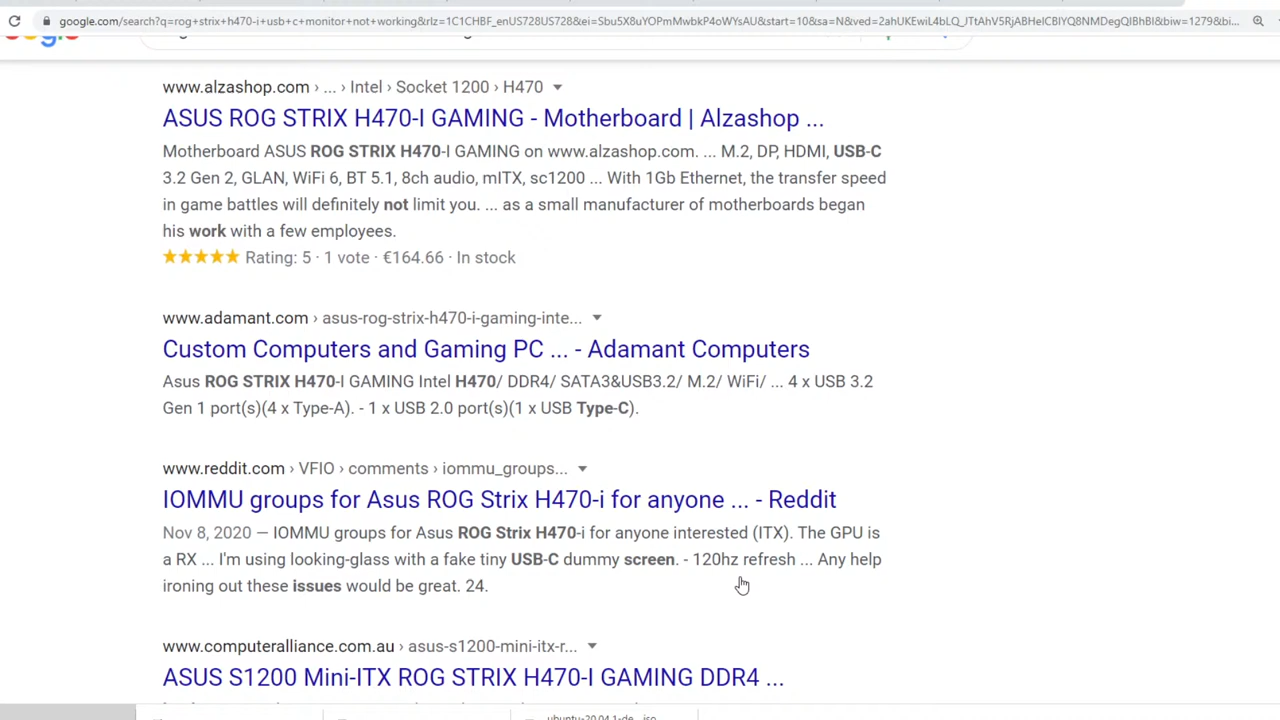 google.com/search?q=rog+strix+h470-i+usb+c+monitor+not+working&rlz=1C1CHBF_enUS728US728&ei=Sbu5X8uYOPmMwbkP4oWYsAU&start=10&sa=N&ved=2ahUKEwiL4bLQ_JTtAhV5RjABHeICBlYQ8NMDegQIBhBI&biw=1279&bi...
www.alzashop.com › ... › Intel › Socket 1200 › H470
ASUS ROG STRIX H470-I GAMING - Motherboard | Alzashop ...
Motherboard ASUS ROG STRIX H470-I GAMING on www.alzashop.com. ... M.2, DP, HDMI, USB-C
3.2 Gen 2, GLAN, WiFi 6, BT 5.1, 8ch audio, mITX, sc1200 ... With 1Gb Ethernet, the transfer speed
in game battles will definitely not limit you. ... as a small manufacturer of motherboards began
his work with a few employees.
Rating: 5 · 1 vote · €164.66 · In stock
www.adamant.com › asus-rog-strix-h470-i-gaming-inte...
Custom Computers and Gaming PC ... - Adamant Computers
Asus ROG STRIX H470-I GAMING Intel H470/ DDR4/ SATA3&USB3.2/ M.2/ WiFi/ ... 4 x USB 3.2
Gen 1 port(s)(4 x Type-A). - 1 x USB 2.0 port(s)(1 x USB Type-C).
www.reddit.com › VFIO › comments › iommu_groups...
IOMMU groups for Asus ROG Strix H470-i for anyone ... - Reddit
Nov 8, 2020 — IOMMU groups for Asus ROG Strix H470-i for anyone interested (ITX). The GPU is
a RX ... I'm using looking-glass with a fake tiny USB-C dummy screen. - 120hz refresh ... Any help
ironing out these issues would be great. 24.
www.computeralliance.com.au › asus-s1200-mini-itx-r...
ASUS S1200 Mini-ITX ROG STRIX H470-I GAMING DDR4 ...
ubuntu-20.04.1-de....iso